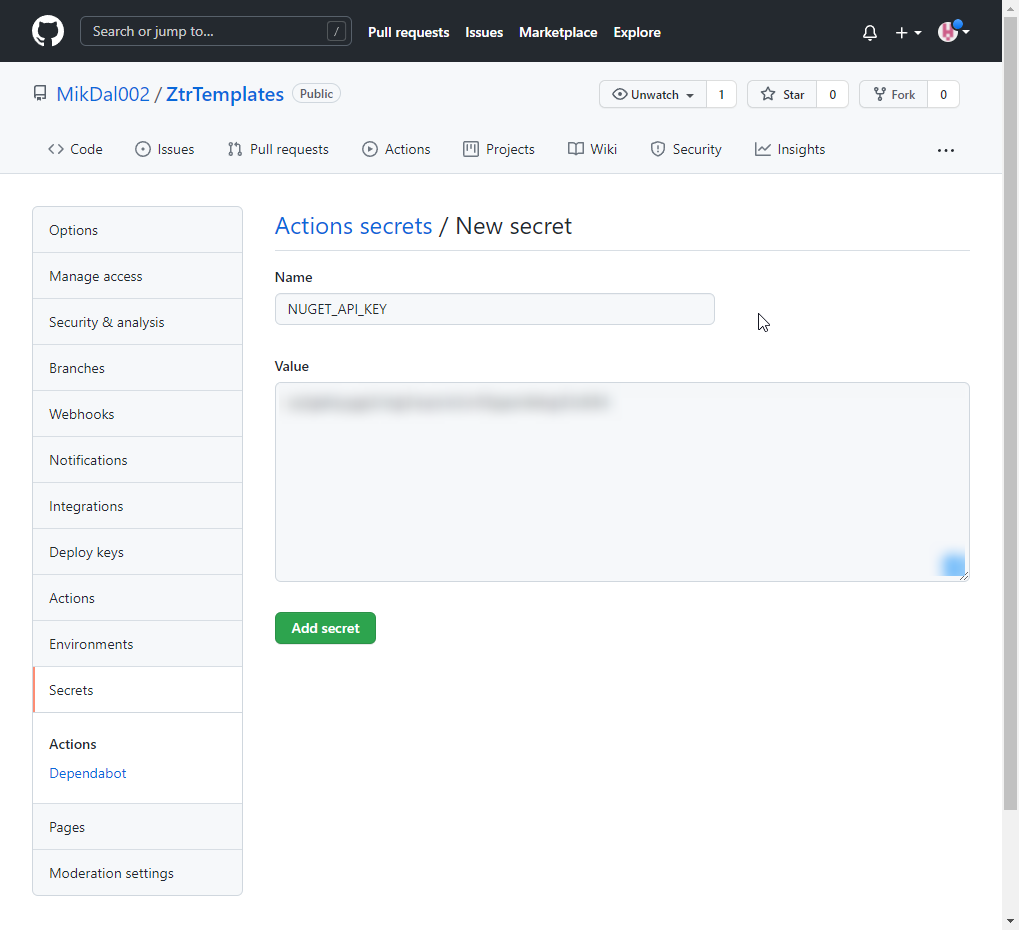 Search or jump to... / Pull requests Issues Marketplace Explore
MikDal002 / ZtrTemplates Public Unwatch 1 Star 0 Fork 0
Code Issues Pull requests Actions Projects Wiki Security Insights ...
Options
Manage access
Security & analysis
Branches
Webhooks
Notifications
Integrations
Deploy keys
Actions
Environments
Secrets
Actions
Dependabot
Pages
Moderation settings
Actions secrets / New secret
Name
NUGET_API_KEY
Value
Add secret